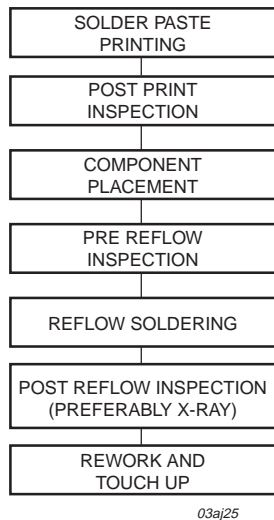 SOLDER PASTE
PRINTING
POST PRINT
INSPECTION
COMPONENT
PLACEMENT
PRE REFLOW
INSPECTION
REFLOW SOLDERING
POST REFLOW INSPECTION
(PREFERABLY X-RAY)
REWORK AND
TOUCH UP
03aj25